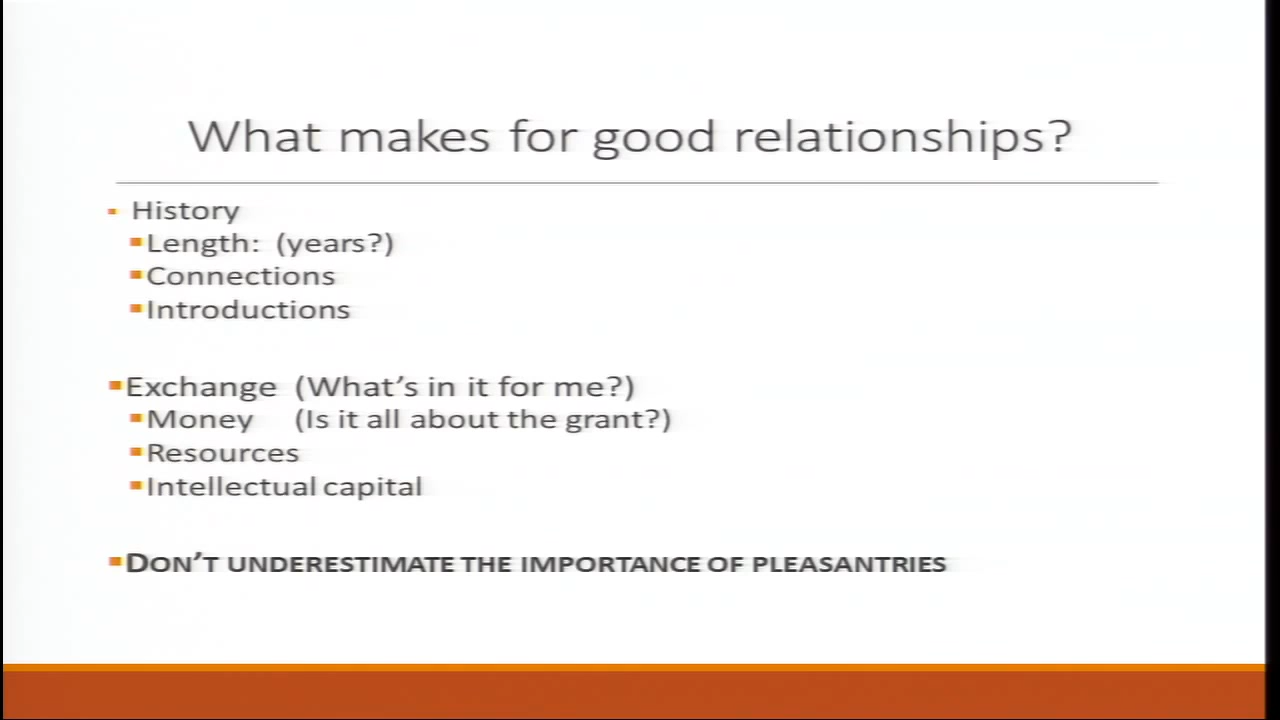 What makes for good relationships?
History
Length: (years?)
Connections
Introductions
Exchange (What's in it for me?)
Money (Is it all about the grant?)
Resources
Intellectual capital
DON'T UNDERESTIMATE THE IMPORTANCE OF PLEASANTRIES